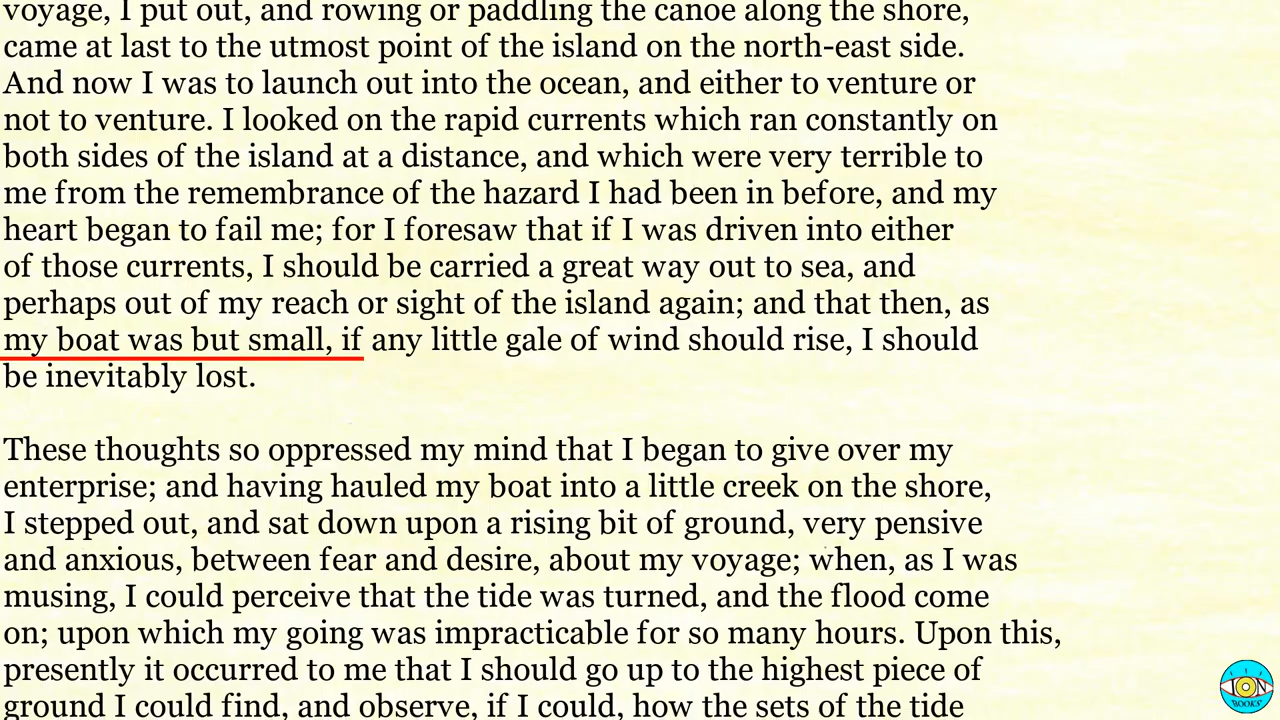 voyage, I put out, and rowing or paddling the canoe along the shore,
came at last to the utmost point of the island on the north-east side.
And now I was to launch out into the ocean, and either to venture or
not to venture. I looked on the rapid currents which ran constantly on
both sides of the island at a distance, and which were very terrible to
me from the remembrance of the hazard I had been in before, and my
heart began to fail me; for I foresaw that if I was driven into either
of those currents, I should be carried a great way out to sea, and
perhaps out of my reach or sight of the island again; and that then, as
my boat was but small, if any little gale of wind should rise, I should
be inevitably lost.
These thoughts so oppressed my mind that I began to give over my
enterprise; and having hauled my boat into a little creek on the shore,
I stepped out, and sat down upon a rising bit of ground, very pensive
and anxious, between fear and desire, about my voyage; when, as I was
musing, I could perceive that the tide was turned, and the flood come
on; upon which my going was impracticable for so many hours. Upon this,
presently it occurred to me that I should go up to the highest piece of
ground I could find, and observe, if I could, how the sets of the tide
ION
BOOKS